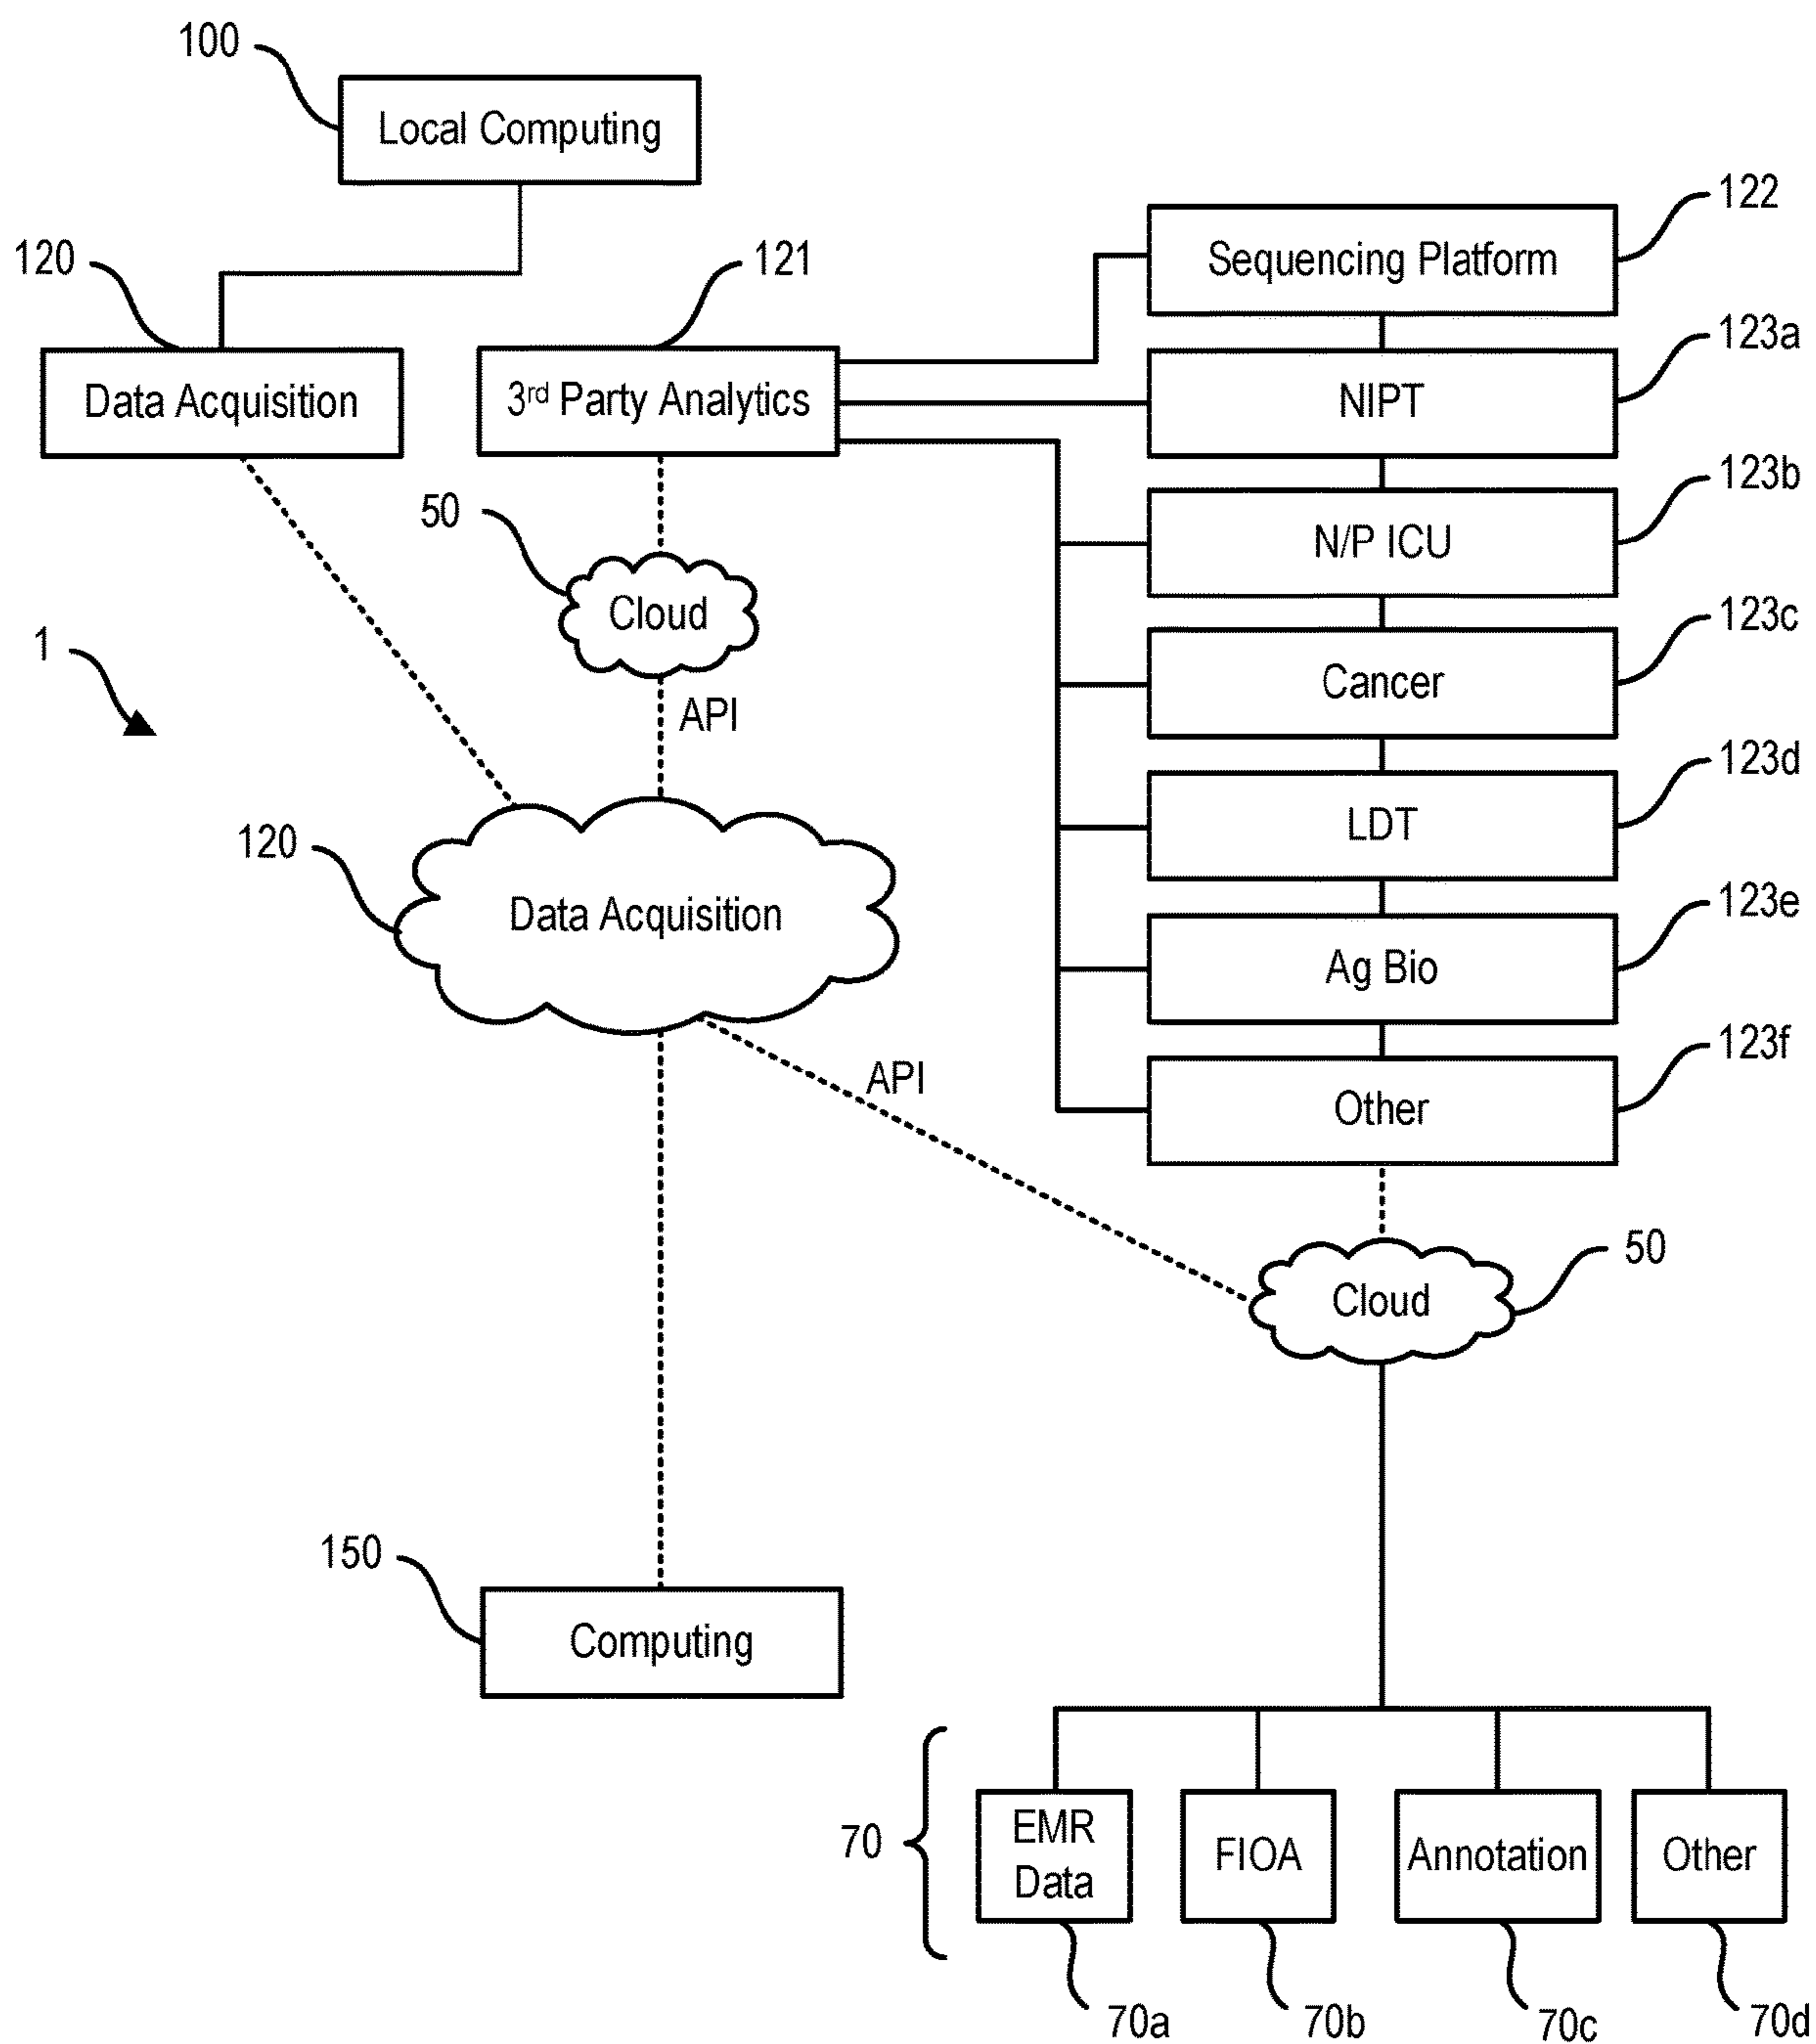 100
Local Computing
122
Sequencing Platform
120
121
123a
Data Acquisition
3rd Party Analytics
NIPT
123b
50
N/P ICU
Cloud
123c
1
Cancer
API
123d
LDT
120
Data Acquisition
123e
Ag Bio
123f
API
Other
50
Cloud
150
Computing
70
EMR
Data
FIOA
Annotation
Other
70a
70b
70c
70d